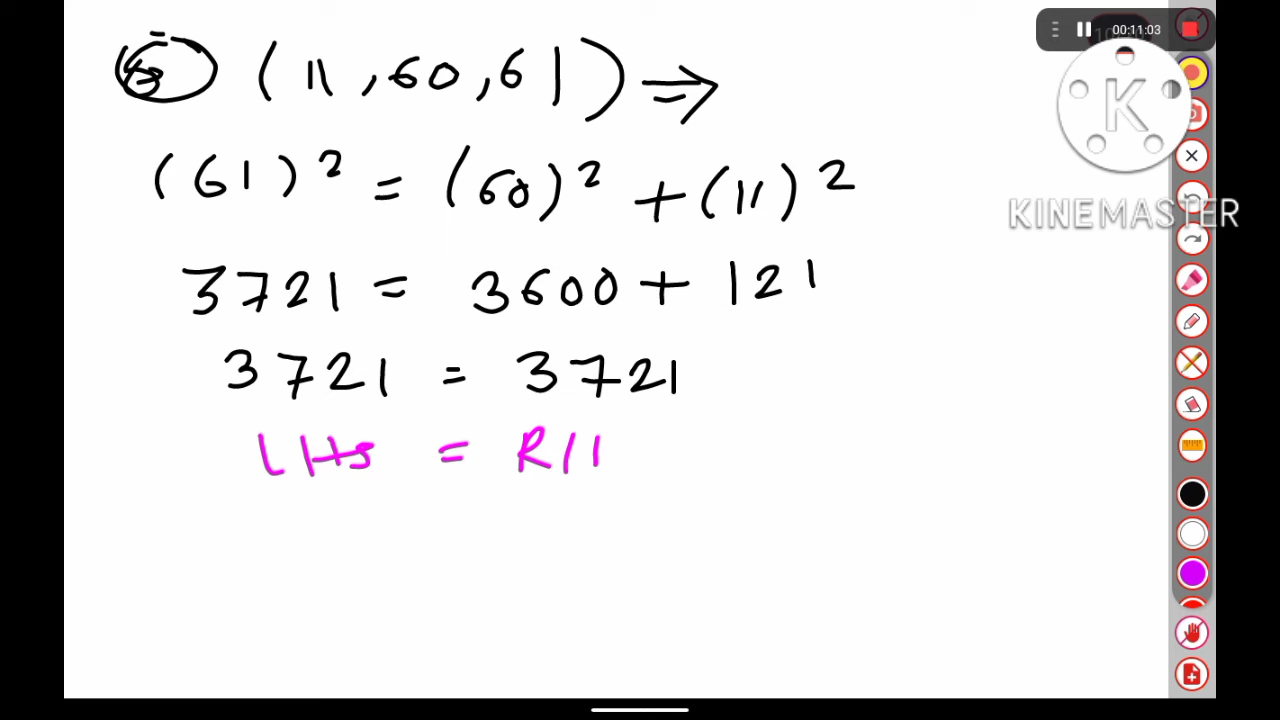 00:11:03
K
KINEMASTER
(11,60,61) ⇒
(61)² = (60)² + (11)²
3721 = 3600 + 121
3721 = 3721
LHS = RH